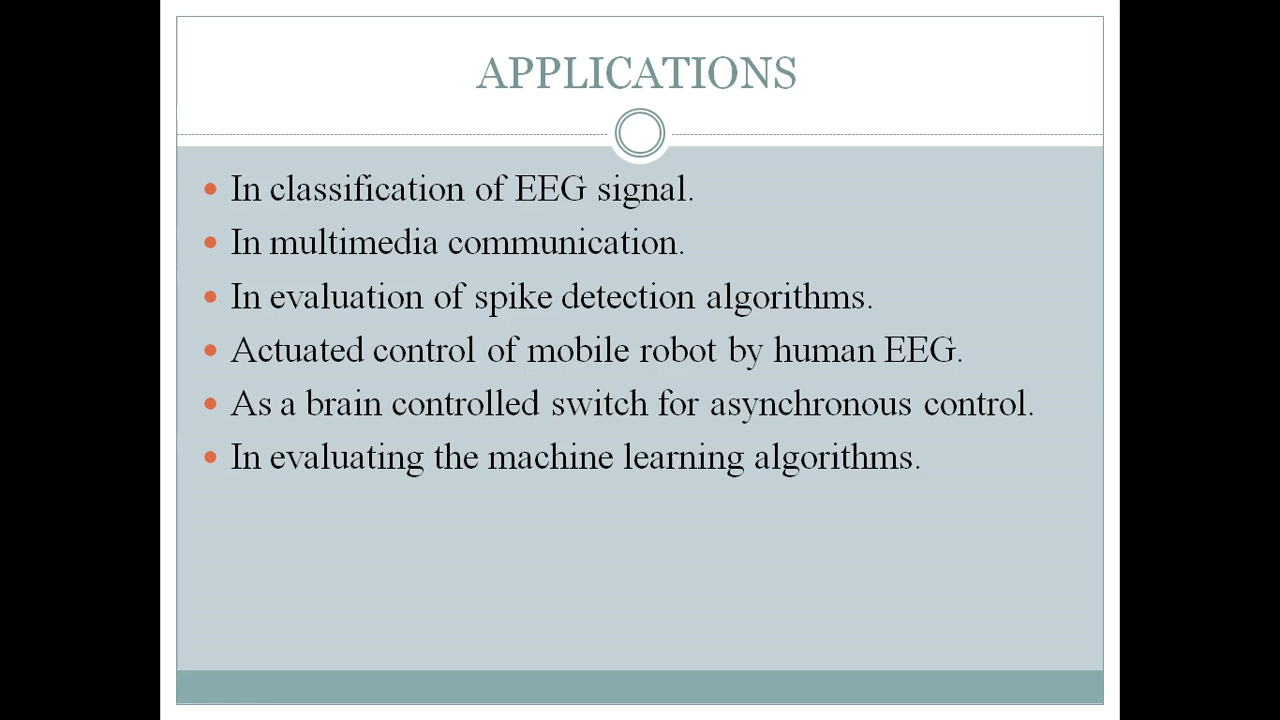 APPLICATIONS
In classification of EEG signal.
In multimedia communication.
In evaluation of spike detection algorithms.
Actuated control of mobile robot by human EEG.
As a brain controlled switch for asynchronous control.
In evaluating the machine learning algorithms.